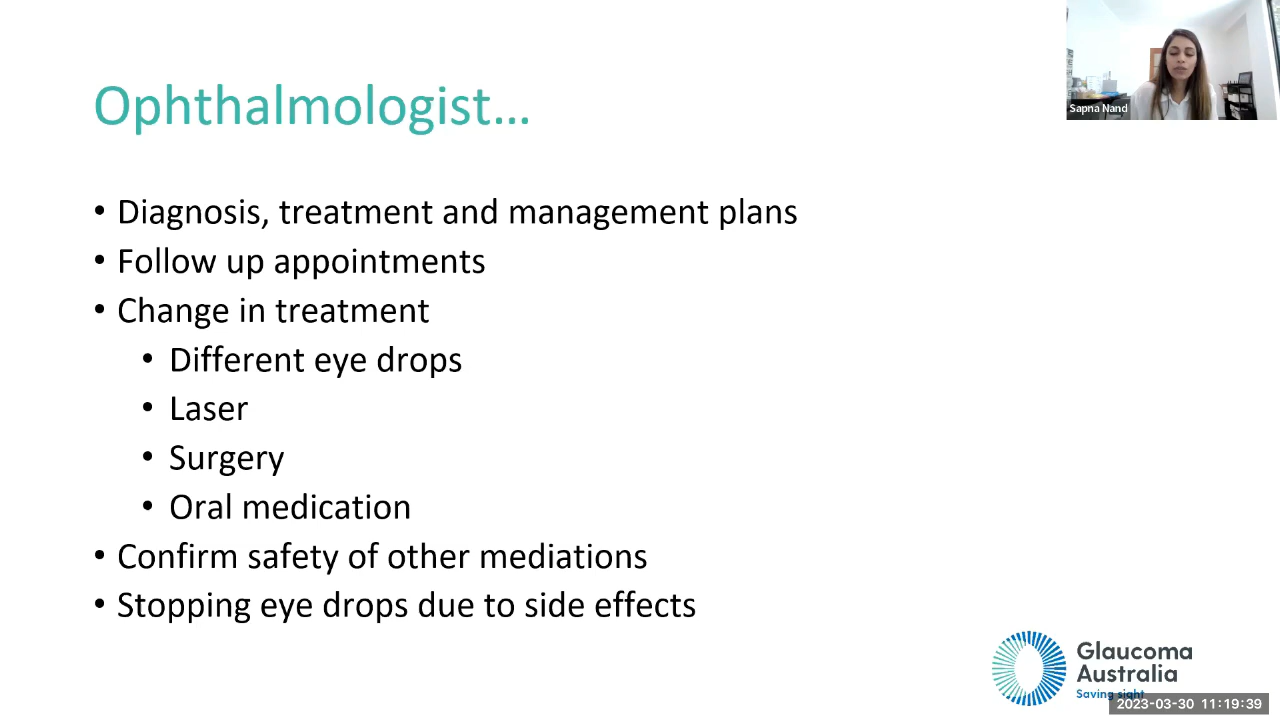 Ophthalmologist...
Sapna Nand
• Diagnosis, treatment and management plans
• Follow up appointments
• Change in treatment
• Different eye drops
• Laser
• Surgery
• Oral medication
• Confirm safety of other mediations
• Stopping eye drops due to side effects
Glaucoma
Australia
Saving sight
2023-03-30 11:19:39